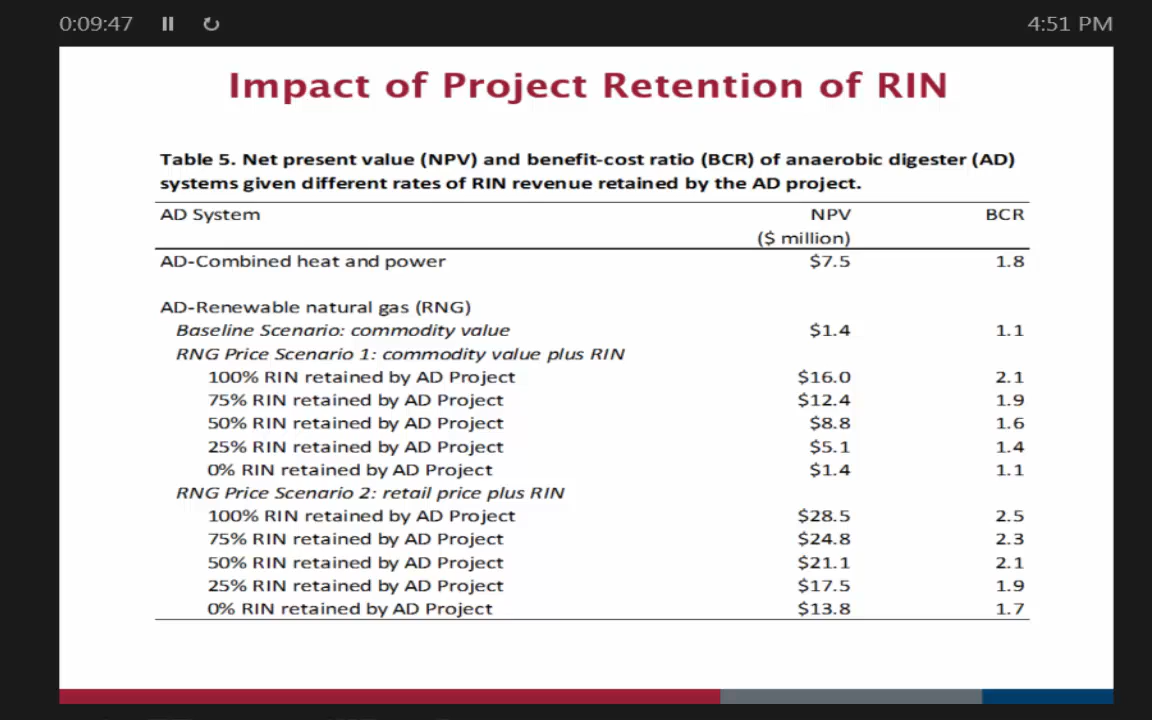 0:09:47
4:51 PM
Impact of Project Retention of RIN
Table 5. Net present value (NPV) and benefit-cost ratio (BCR) of anaerobic digester (AD)
systems given different rates of RIN revenue retained by the AD project.
AD System NPV BCR
($ million)
AD-Combined heat and power $7.5 1.8
AD-Renewable natural gas (RNG)
Baseline Scenario: commodity value $1.4 1.1
RNG Price Scenario 1: commodity value plus RIN
100% RIN retained by AD Project $16.0 2.1
75% RIN retained by AD Project $12.4 1.9
50% RIN retained by AD Project $8.8 1.6
25% RIN retained by AD Project $5.1 1.4
0% RIN retained by AD Project $1.4 1.1
RNG Price Scenario 2: retail price plus RIN
100% RIN retained by AD Project $28.5 2.5
75% RIN retained by AD Project $24.8 2.3
50% RIN retained by AD Project $21.1 2.1
25% RIN retained by AD Project $17.5 1.9
0% RIN retained by AD Project $13.8 1.7